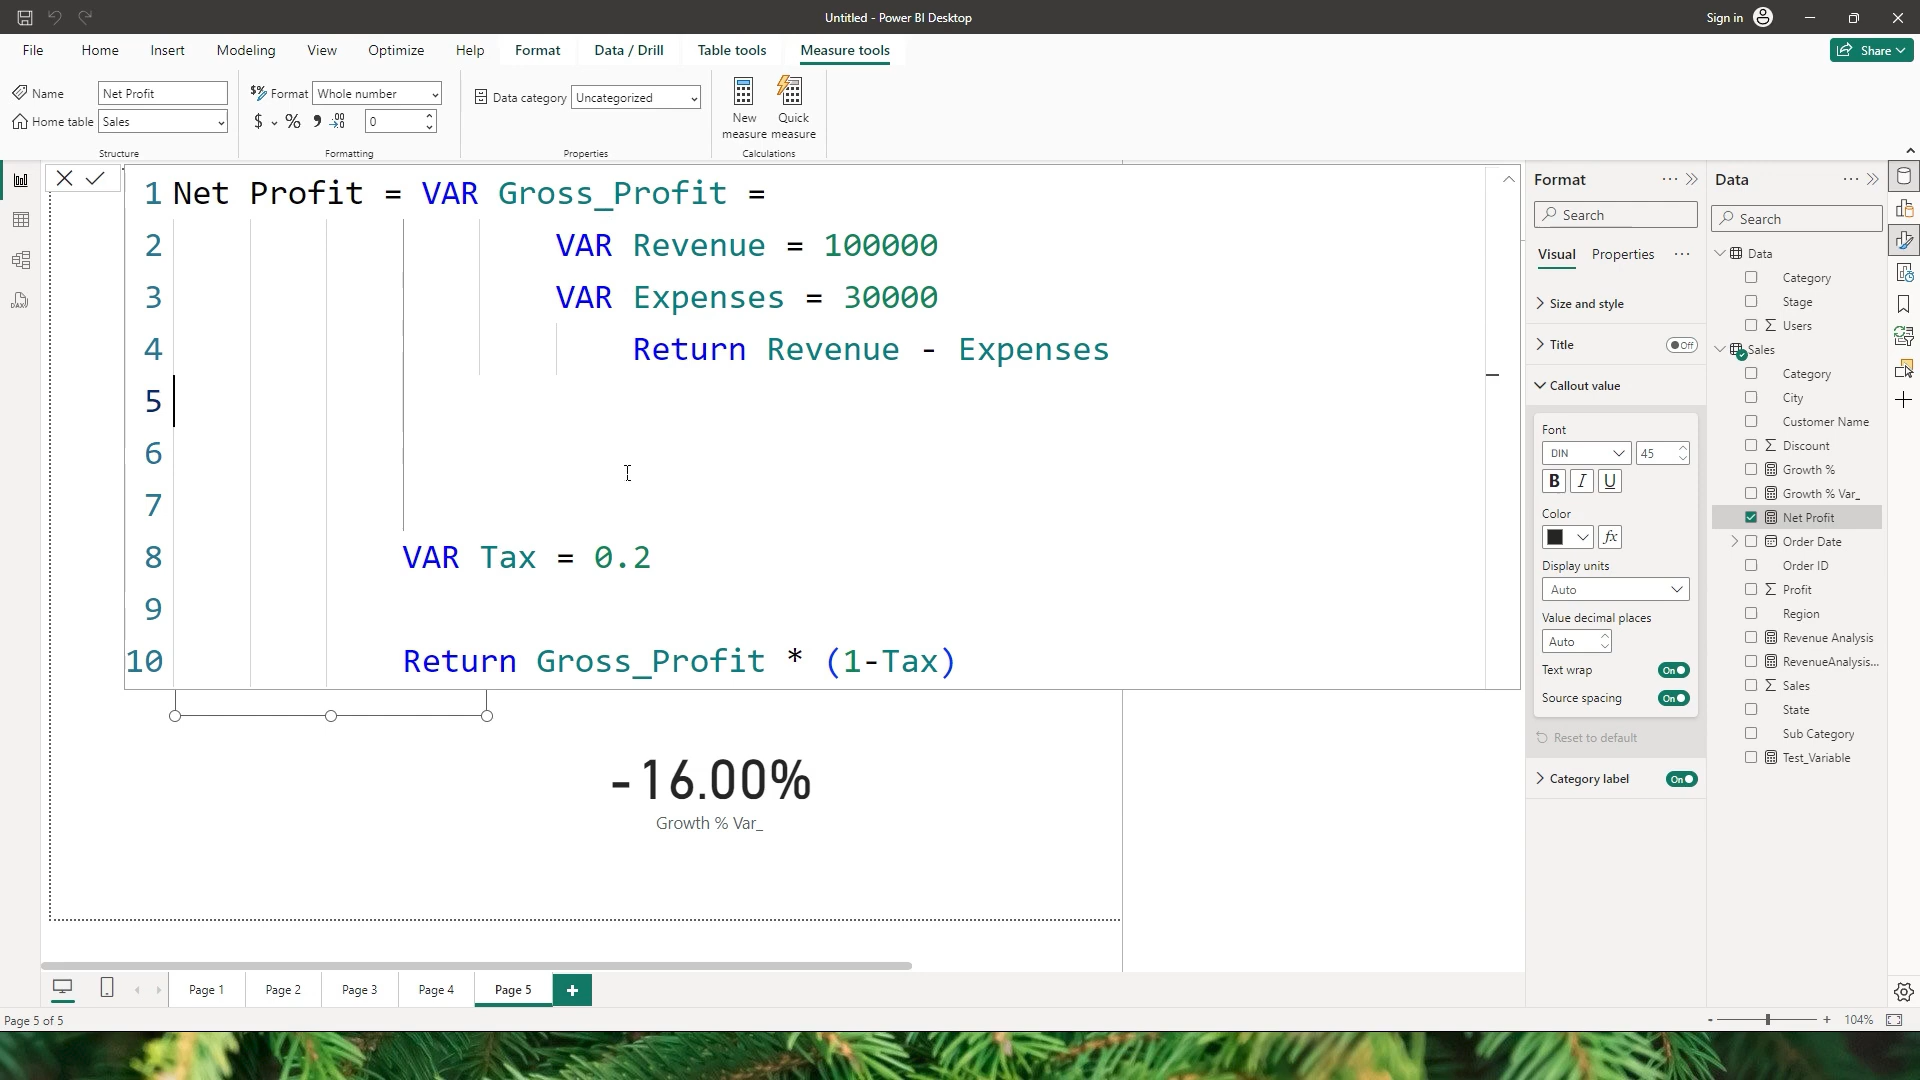 Untitled - Power BI Desktop
Sign in
File Home Insert Modeling View Optimize Help Format Data / Drill Table tools Measure tools
Share
Name Net Profit
Home table Sales
Structure
$% Format Whole number
$ % 9 .00 0
Formatting
Data category Uncategorized
Properties
New measure
Quick measure
Calculations
1 Net Profit = VAR Gross_Profit =
2 VAR Revenue = 100000
3 VAR Expenses = 30000
4 Return Revenue - Expenses
5
6
7
8 VAR Tax = 0.2
9
10 Return Gross_Profit * (1-Tax)
-16.00%
Growth % Var_
Format
Search
Visual Properties
Size and style
Title Off
Callout value
Font
DIN 45
B I U
Color
fx
Display units
Auto
Value decimal places
Auto
Text wrap On
Source spacing On
Reset to default
Category label On
Data
Search
Data
Category
Stage
Users
Sales
Category
City
Customer Name
Discount
Growth %
Growth % Var_
Net Profit
Order Date
Order ID
Profit
Region
Revenue Analysis
RevenueAnalysis...
Sales
State
Sub Category
Test_Variable
Page 1 Page 2 Page 3 Page 4 Page 5 +
Page 5 of 5
- + 104%